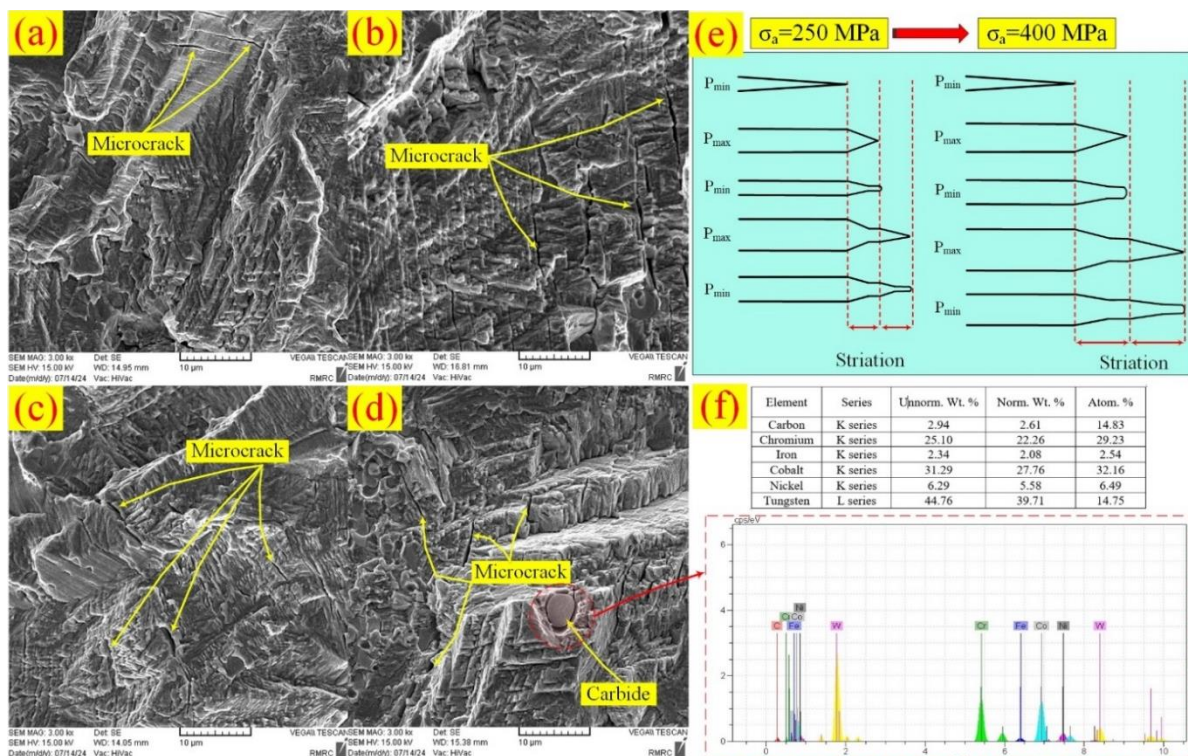 (a)
Microcrack
SEM MAG: 3.00 kx Det: SE
SEM HV: 15.00 kV WD: 14.95 mm 10 µm VEGA\\ TESCAN
Date(m/d/y): 07/14/24 Vac: HiVac RMRC
(b)
Microcrack
SEM MAG: 3.00 kx Det: SE
SEM HV: 15.00 kV WD: 16.81 mm 10 µm VEGA\\ TESCAN
Date(m/d/y): 07/14/24 Vac: HiVac RMRC
(c)
Microcrack
SEM MAG: 3.00 kx Det: SE
SEM HV: 15.00 kV WD: 14.05 mm 10 µm VEGA\\ TESCAN
Date(m/d/y): 07/14/24 Vac: HiVac RMRC
(d)
Microcrack
Carbide
SEM MAG: 3.00 kx Det: SE
SEM HV: 15.00 kV WD: 15.38 mm 10 µm VEGA\\ TESCAN
Date(m/d/y): 07/14/24 Vac: HiVac RMRC
(e) σa=250 MPa σa=400 MPa
Pmin Pmin
Pmax Pmax
Pmin Pmin
Pmax Pmax
Pmin Pmin
Striation Striation
(f)
Element Series Unnorm. Wt. % Norm. Wt. % Atom. %
Carbon K series 2.94 2.61 14.83
Chromium K series 25.10 22.26 29.23
Iron K series 2.34 2.08 2.54
Cobalt K series 31.29 27.76 32.16
Nickel K series 6.29 5.58 6.49
Tungsten L series 44.76 39.71 14.75
cps/eV
6
4
2
0
Ni
Cr Co
C Fe W Cr Fe Co Ni W
0 2 4 6 8 10